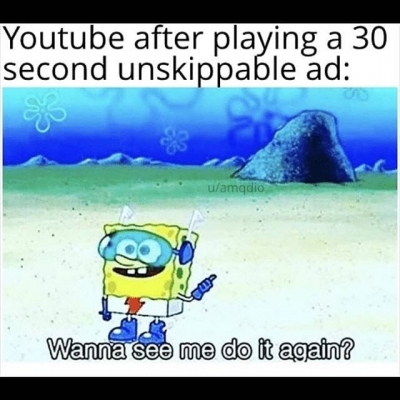 Youtube after playing a 30
second unskippable ad:
u/amqdio
Wanna see me do it again?